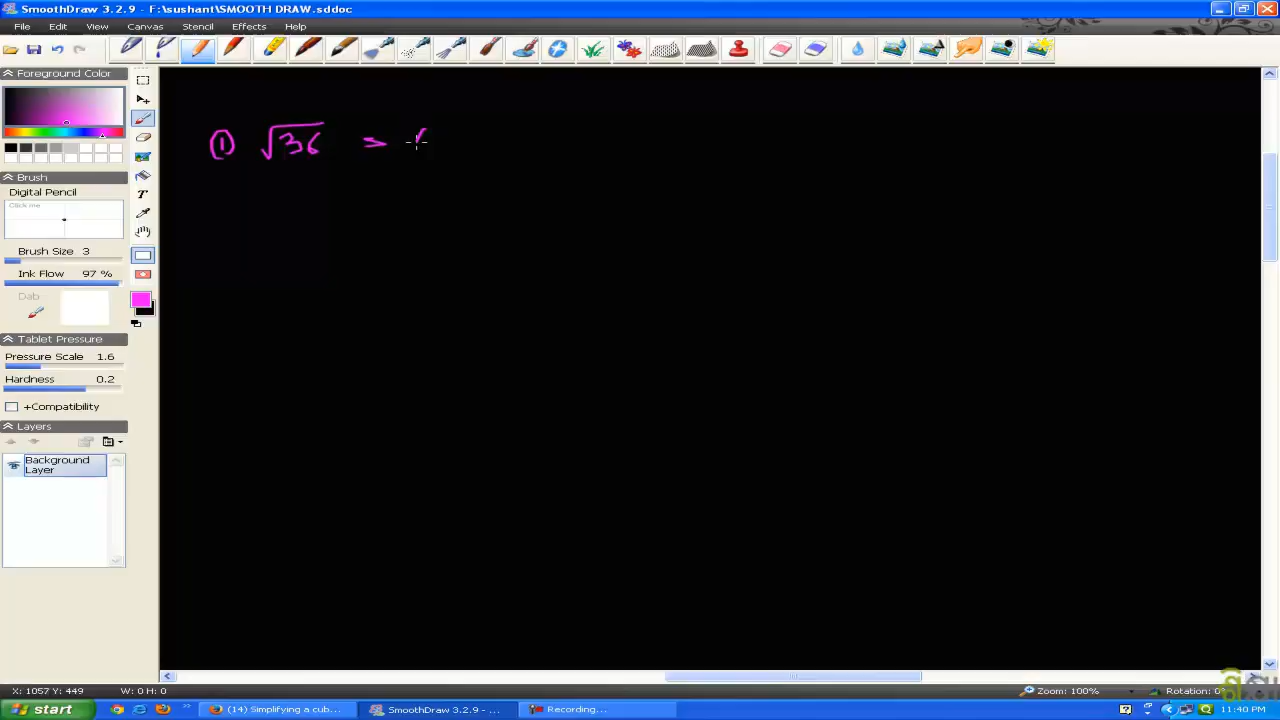 SmoothDraw 3.2.9 - F:\sushant\SMOOTH DRAW.sddoc
File Edit View Canvas Stencil Effects Help
Foreground Color
① √36 =
Brush
Digital Pencil
Click me
Brush Size 3
Ink Flow 97 %
Dab
Tablet Pressure
Pressure Scale 1.6
Hardness 0.2
+Compatibility
Layers
Background
Layer
X: 1057 Y: 449 W: 0 H: 0 Zoom: 100% Rotation: 0
start (14) Simplifying a cub... SmoothDraw 3.2.9 - ... Recording... 11:40 PM